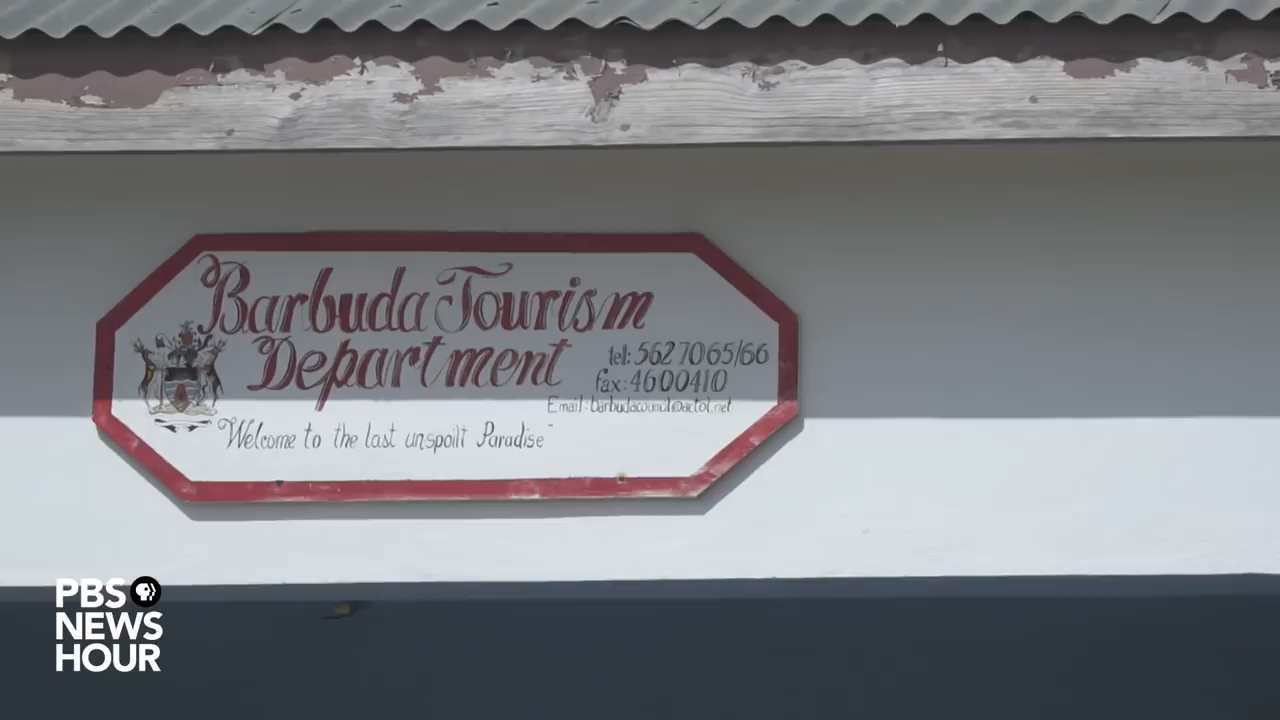 Barbuda Tourism
Department
tel: 562 7065/66
fax: 4600410
Email: barbudacouncil@actol.net
"Welcome to the last unspoilt Paradise"
PBS
NEWS
HOUR